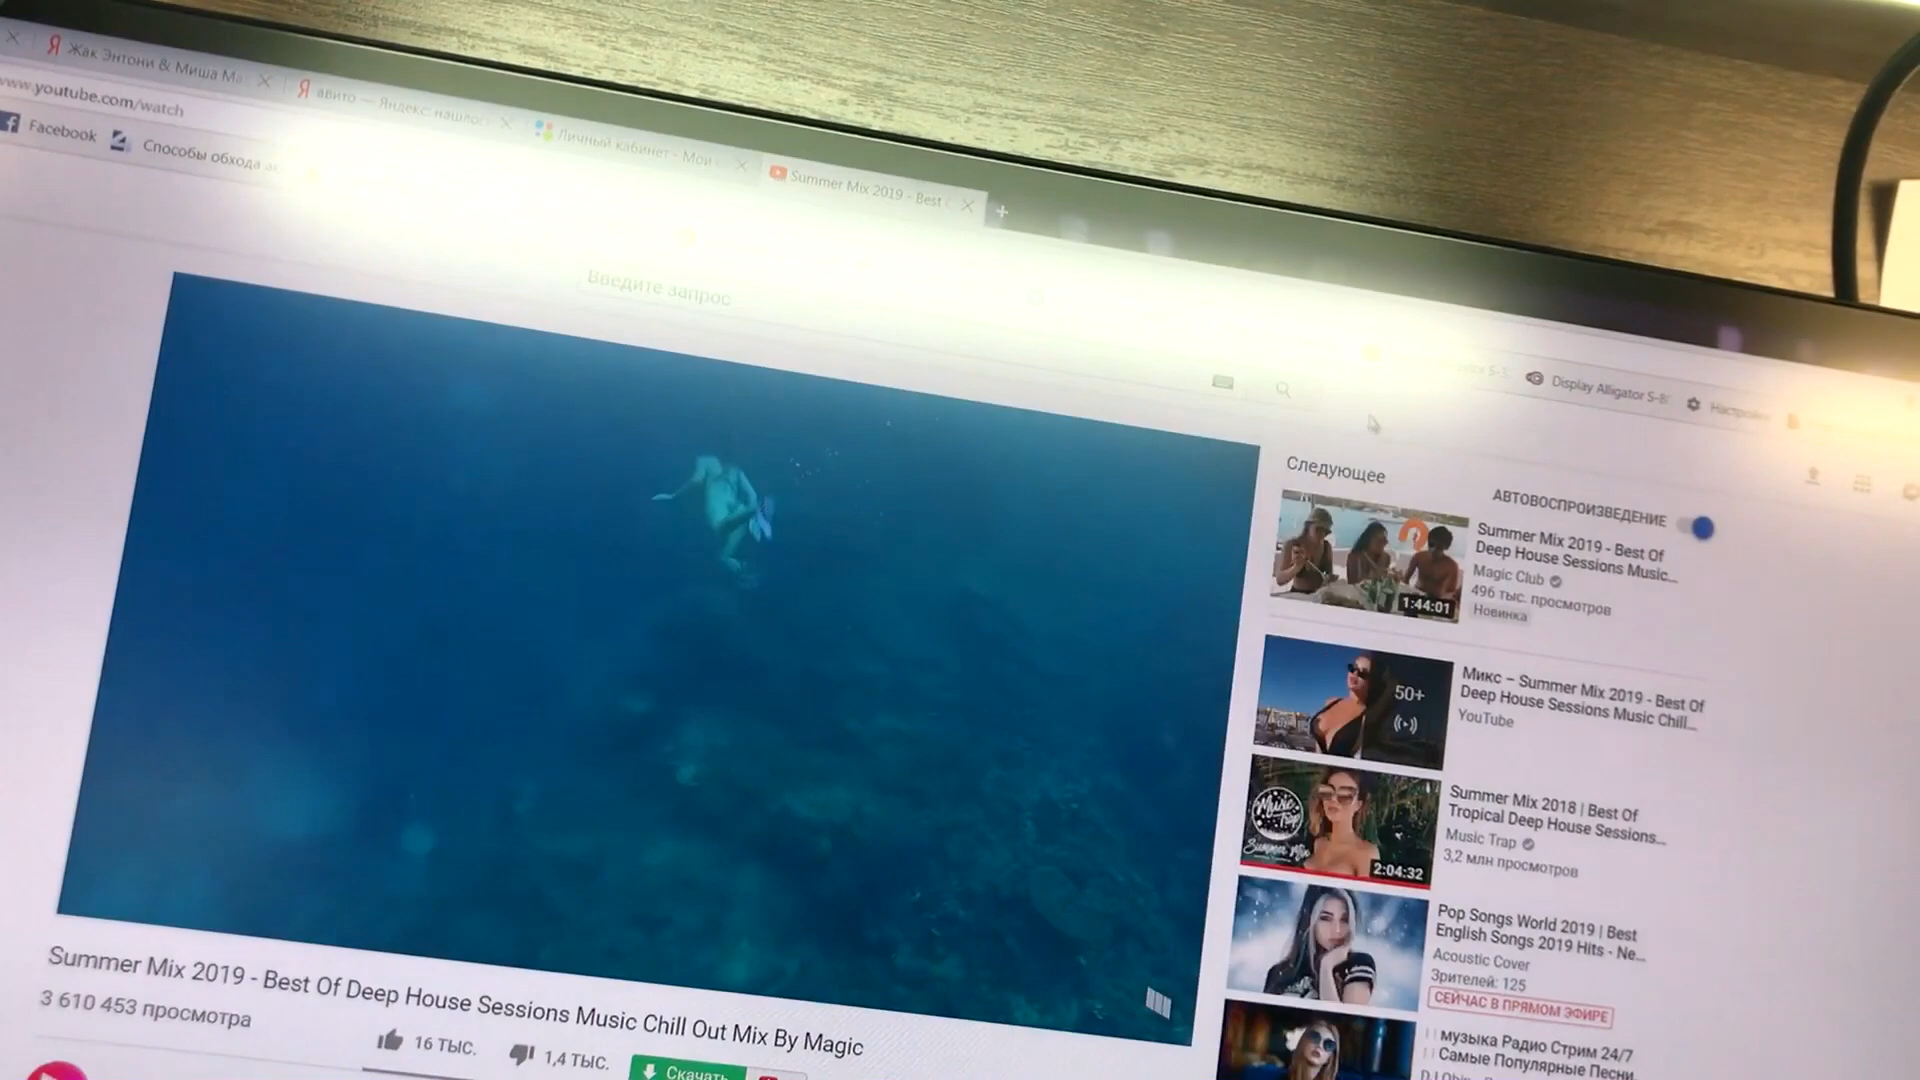 Жак Энтони & Миша Ма
авито — Яндекс: нашлос
Личный кабинет - Мои
Summer Mix 2019 - Best
www.youtube.com/watch
Facebook
Способы обхода
Display Alligator S-8
Настройки
Введите запрос
Следующее
АВТОВОСПРОИЗВЕДЕНИЕ
1:44:01
Summer Mix 2019 - Best Of
Deep House Sessions Music...
Magic Club
496 тыс. просмотров
Новинка
50+
Микс – Summer Mix 2019 - Best Of
Deep House Sessions Music Chill...
YouTube
Music Trap
Summer Mix
2:04:32
Summer Mix 2018 | Best Of
Tropical Deep House Sessions...
Music Trap
3,2 млн просмотров
Pop Songs World 2019 | Best
English Songs 2019 Hits - Ne...
Acoustic Cover
Зрителей: 125
СЕЙЧАС В ПРЯМОМ ЭФИРЕ
музыка Радио Стрим 24/7
Самые Популярные Песни
Summer Mix 2019 - Best Of Deep House Sessions Music Chill Out Mix By Magic
3 610 453 просмотра
16 ТЫС.
1,4 ТЫС.
Скачать